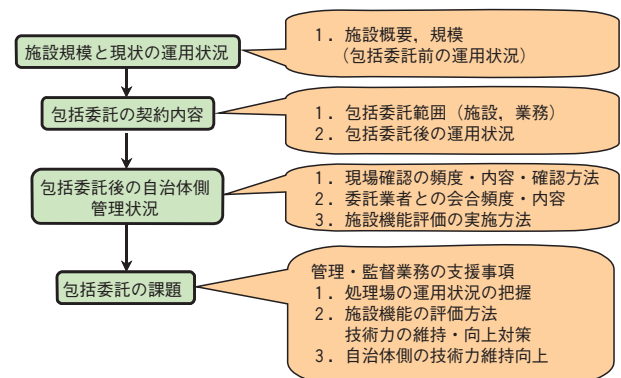 施設規模と現状の運用状況
1．施設概要，規模
（包括委託前の運用状況）
包括委託の契約内容
1．包括委託範囲（施設，業務）
2．包括委託後の運用状況
包括委託後の自治体側
管理状況
1．現場確認の頻度・内容・確認方法
2．委託業者との会合頻度・内容
3．施設機能評価の実施方法
包括委託の課題
管理・監督業務の支援事項
1．処理場の運用状況の把握
2．施設機能の評価方法
技術力の維持・向上対策
3．自治体側の技術力維持向上